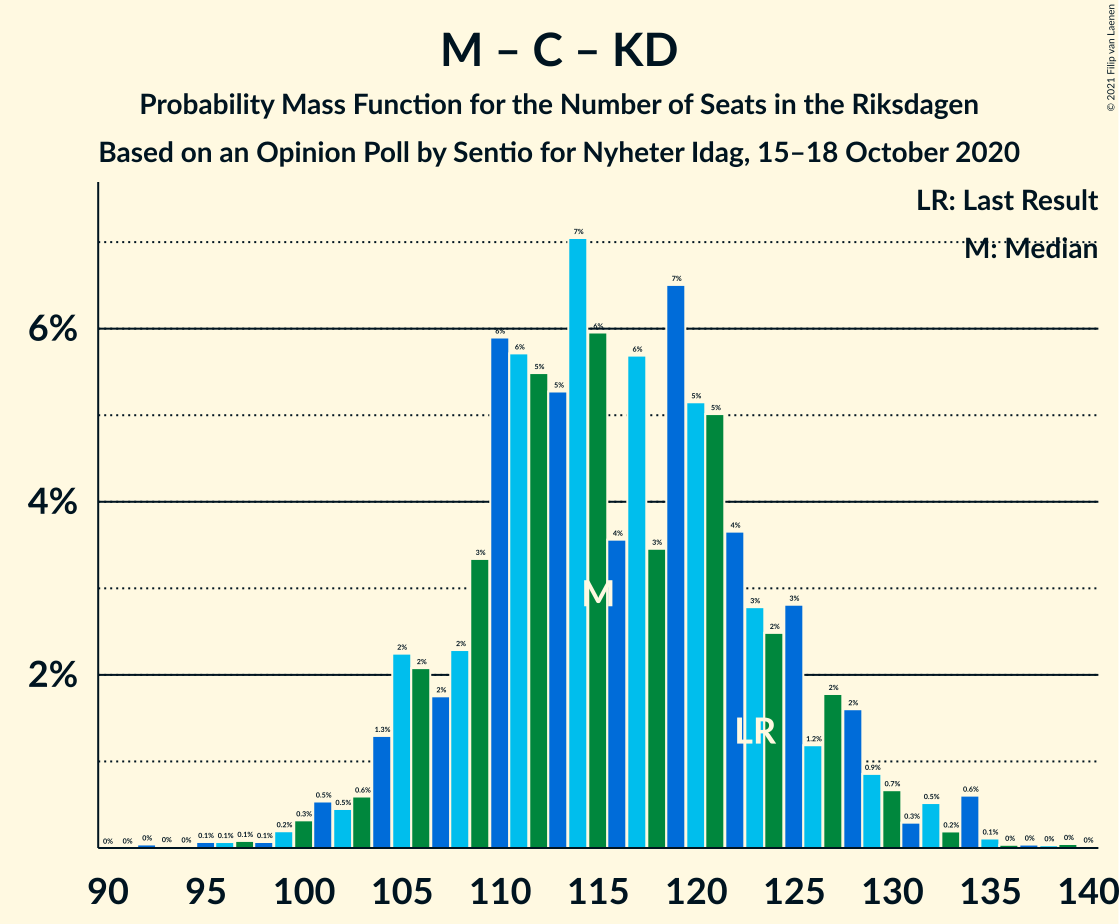 © 2021 Filip van Laenen
M – C – KD
Probability Mass Function for the Number of Seats in the Riksdagen
Based on an Opinion Poll by Sentio for Nyheter Idag, 15–18 October 2020
LR: Last Result
M: Median
6%
4%
2%
0% 0% 0% 0% 0% 0.1% 0.1% 0.1% 0.1% 0.2% 0.3% 0.5% 0.5% 0.6% 1.3% 2% 2% 2% 2% 3% 6% 6% 5% 5% 7% 6% 4% 6% 3% 7% 5% 5% 4% 3% 2% 3% 1.2% 2% 2% 0.9% 0.7% 0.3% 0.5% 0.2% 0.6% 0.1% 0% 0% 0% 0% 0%
M
LR
90 95 100 105 110 115 120 125 130 135 140